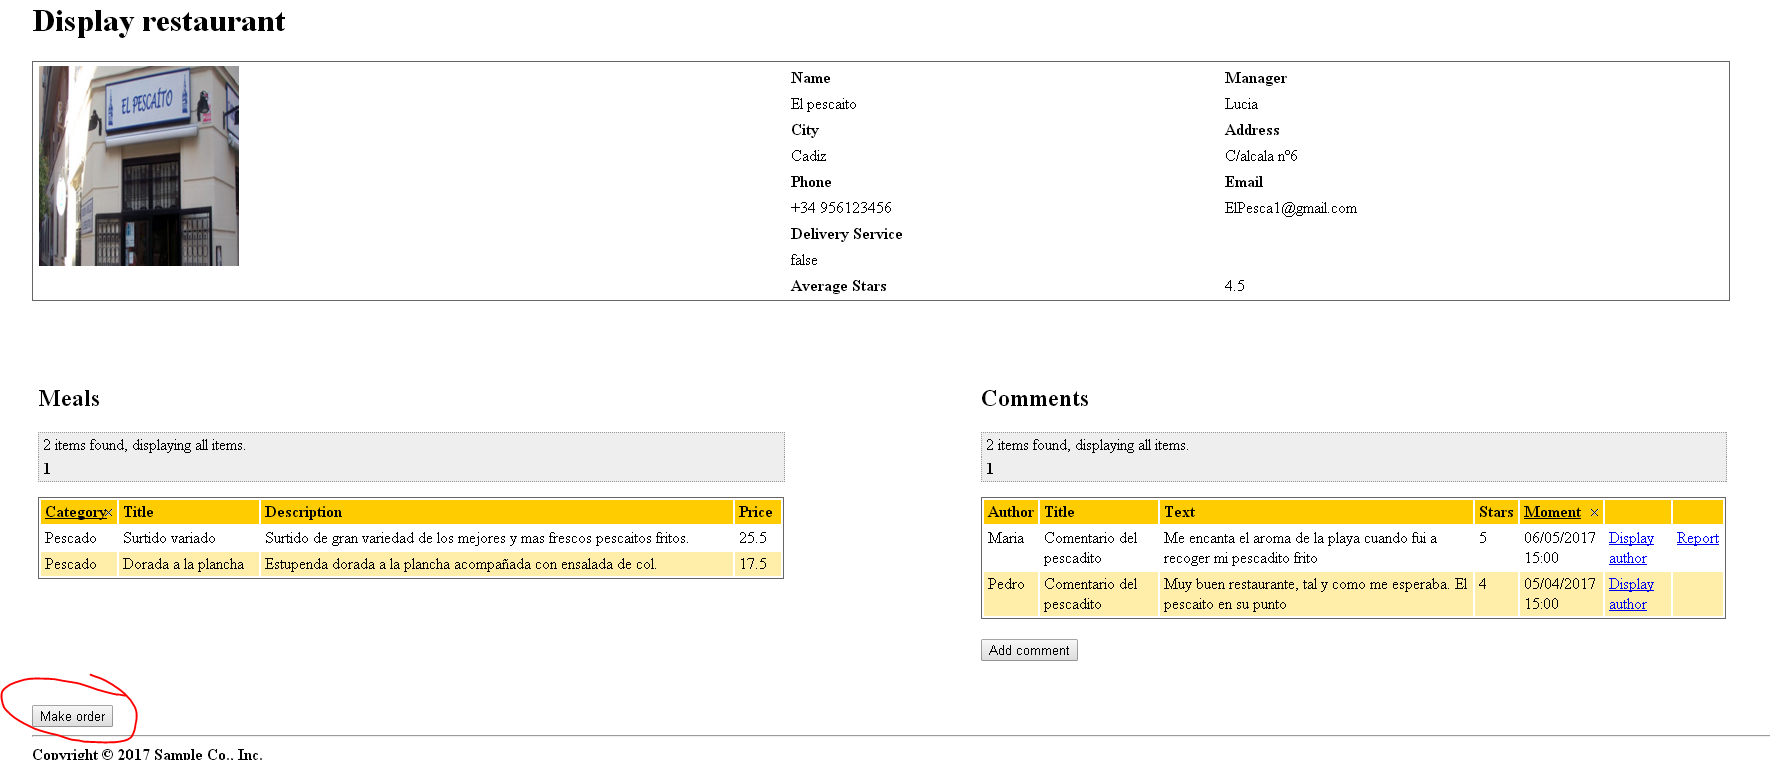 Display restaurant
EL PESCAÍTO
Name
Manager
El pescaito
Lucia
City
Address
Cadiz
C/alcala nº6
Phone
Email
+34 956123456
ElPesca1@gmail.com
Delivery Service
false
Average Stars
4.5
Meals
2 items found, displaying all items.
1
Category Title Description Price
Pescado Surtido variado Surtido de gran variedad de los mejores y mas frescos pescaitos fritos. 25.5
Pescado Dorada a la plancha Estupenda dorada a la plancha acompañada con ensalada de col. 17.5
Comments
2 items found, displaying all items.
1
Author Title Text Stars Moment
Maria Comentario del pescadito Me encanta el aroma de la playa cuando fui a recoger mi pescadito frito 5 06/05/2017 15:00 Display author Report
Pedro Comentario del pescadito Muy buen restaurante, tal y como me esperaba. El pescaito en su punto 4 05/04/2017 15:00 Display author
Add comment
Make order
Copyright © 2017 Sample Co., Inc.